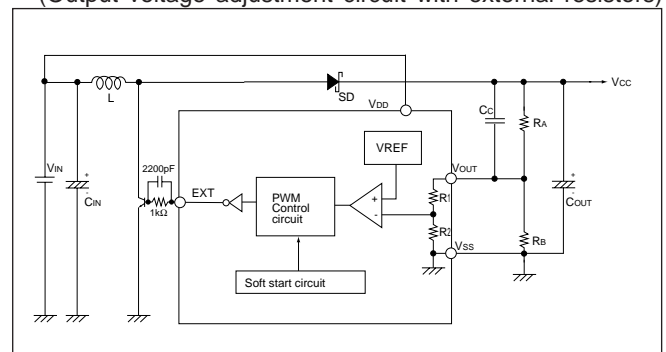 (Output voltage adjustment circuit with external resistors)
L
SD
VCC
VDD
CC
RA
VREF
VIN
2200pF
VOUT
+
CIN
EXT
PWM
Control
circuit
+
-
R1
+
COUT
1kΩ
R2
VSS
RB
Soft start circuit